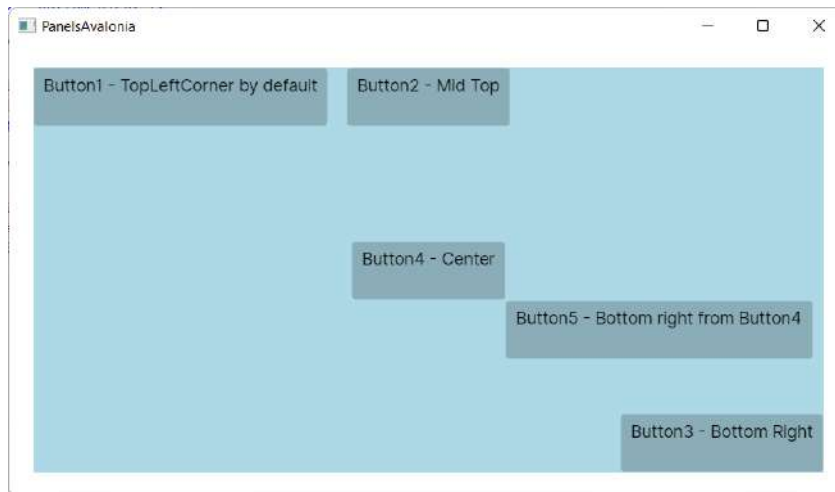 PanelsAvalonia
Button1 - TopLeftCorner by default
Button2 - Mid Top
Button4 - Center
Button5 - Bottom right from Button4
Button3 - Bottom Right